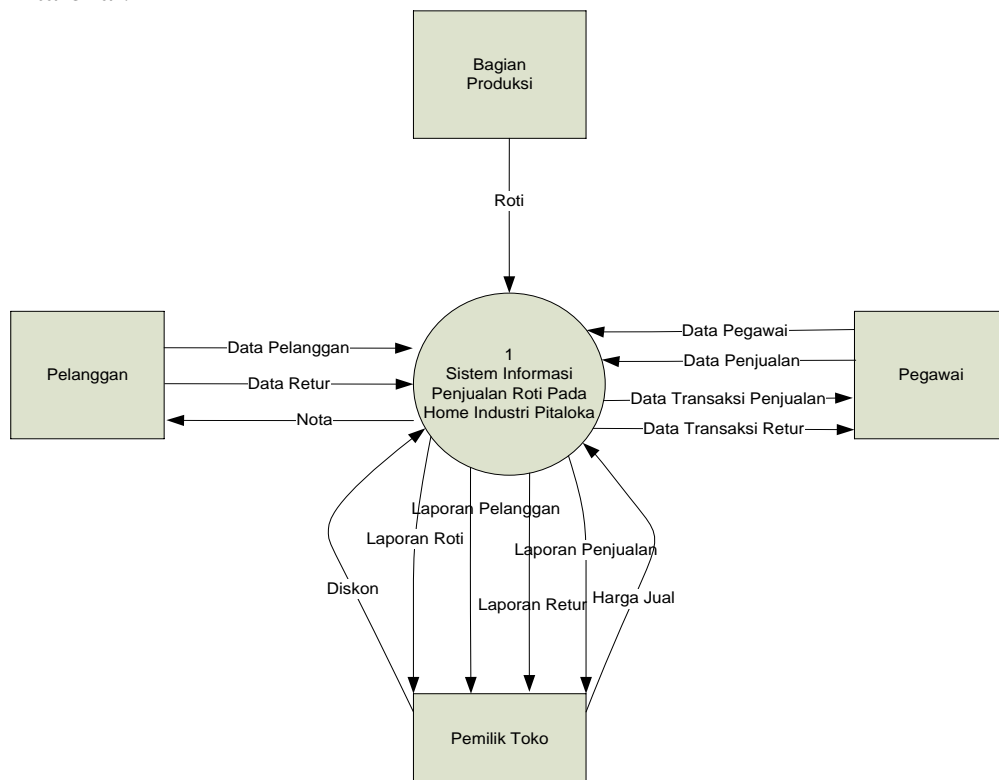 Bagian
Produksi
Roti
Pelanggan
Data Pelanggan
Data Retur
Nota
1
Sistem Informasi
Penjualan Roti Pada
Home Industri Pitaloka
Data Pegawai
Data Penjualan
Data Transaksi Penjualan
Data Transaksi Retur
Pegawai
Laporan Pelanggan
Laporan Roti
Laporan Penjualan
Diskon
Laporan Retur
Harga Jual
Pemilik Toko